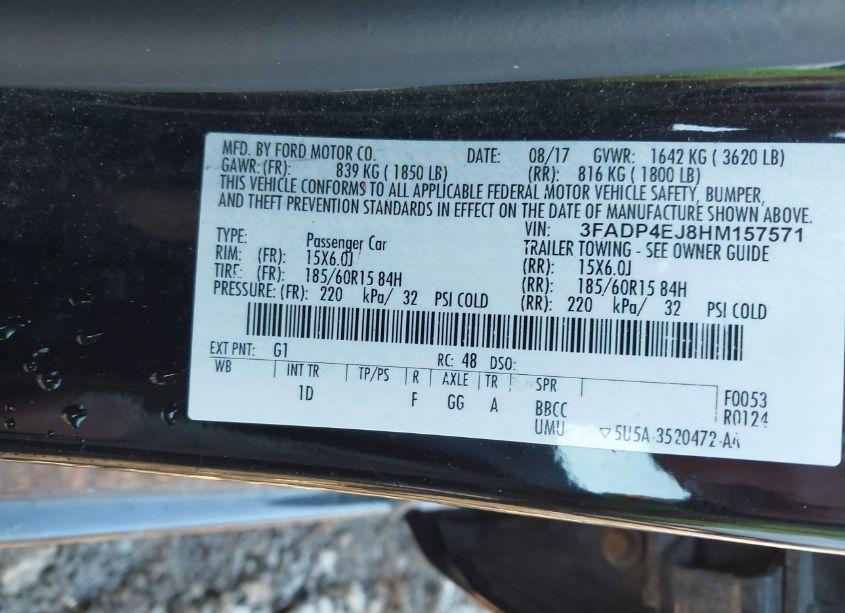 MFD. BY FORD MOTOR CO. DATE: 08/17 GVWR: 1642 KG ( 3620 LB)
GAWR: (FR): 839 KG ( 1850 LB) (RR): 816 KG ( 1800 LB)
THIS VEHICLE CONFORMS TO ALL APPLICABLE FEDERAL MOTOR VEHICLE SAFETY, BUMPER,
AND THEFT PREVENTION STANDARDS IN EFFECT ON THE DATE OF MANUFACTURE SHOWN ABOVE.
VIN: 3FADP4EJ8HM157571
TYPE: Passenger Car TRAILER TOWING - SEE OWNER GUIDE
RIM: (FR): 15X6.0J (RR): 15X6.0J
TIRE: (FR): 185/60R15 84H (RR): 185/60R15 84H
PRESSURE: (FR): 220 kPa/ 32 PSI COLD (RR): 220 kPa/ 32 PSI COLD
EXT PNT: G1 RC: 48 DSO:
WB INT TR TP/PS R AXLE TR SPR
1D F GG A BBCC F0053
UMU R0124
▽5U5A-3520472-AA